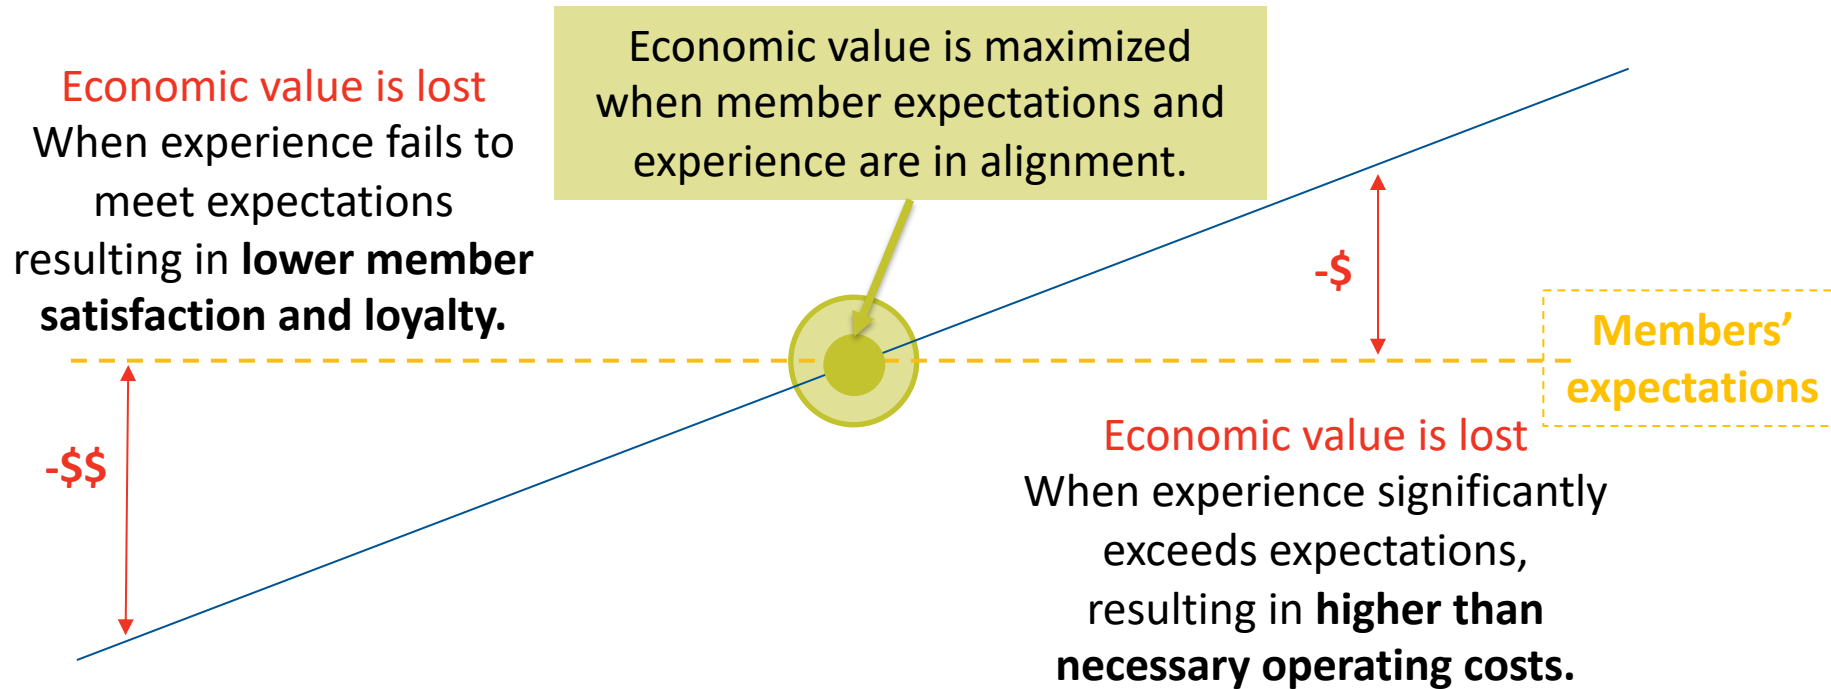 Economic value is lost
When experience fails to
meet expectations
resulting in lower member
satisfaction and loyalty.
Economic value is maximized
when member expectations and
experience are in alignment.
-$
Members’
expectations
-$$
Economic value is lost
When experience significantly
exceeds expectations,
resulting in higher than
necessary operating costs.